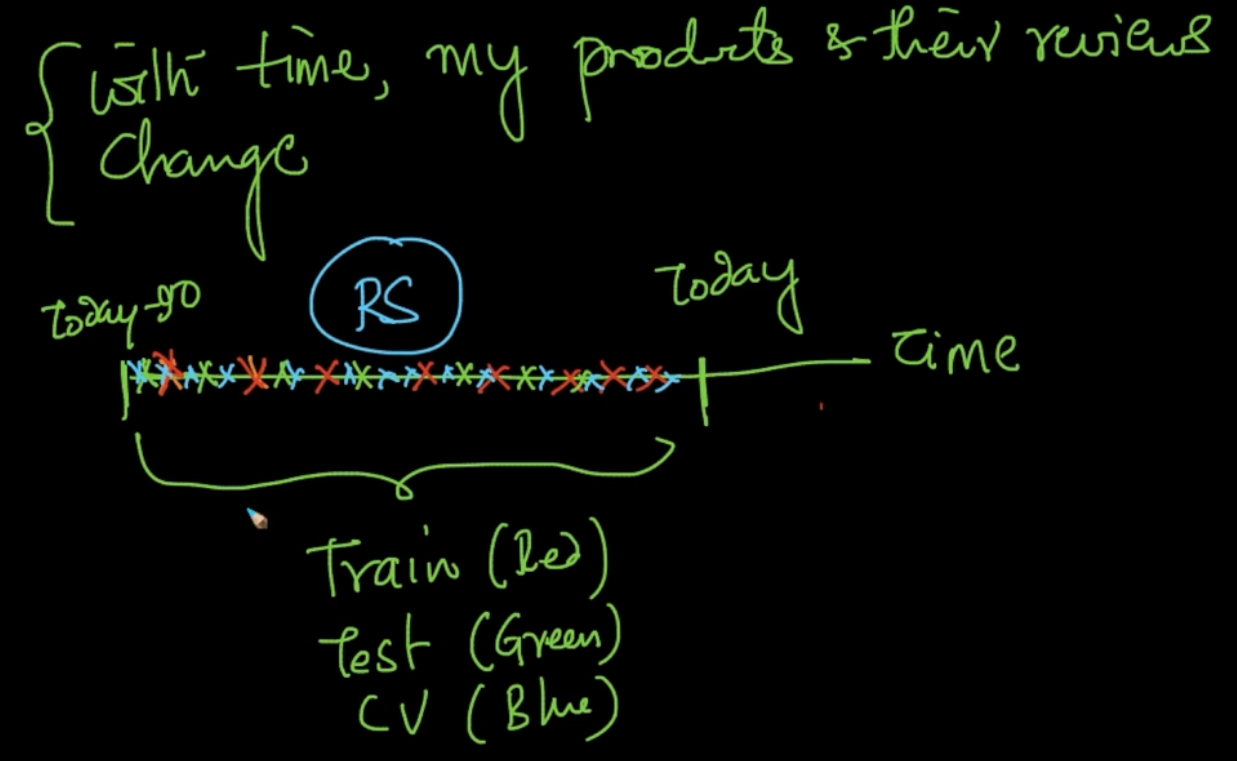 with time, my products & their reviews
change
RS
Today-90
Today
Time
Train (Red)
Test (Green)
CV (Blue)